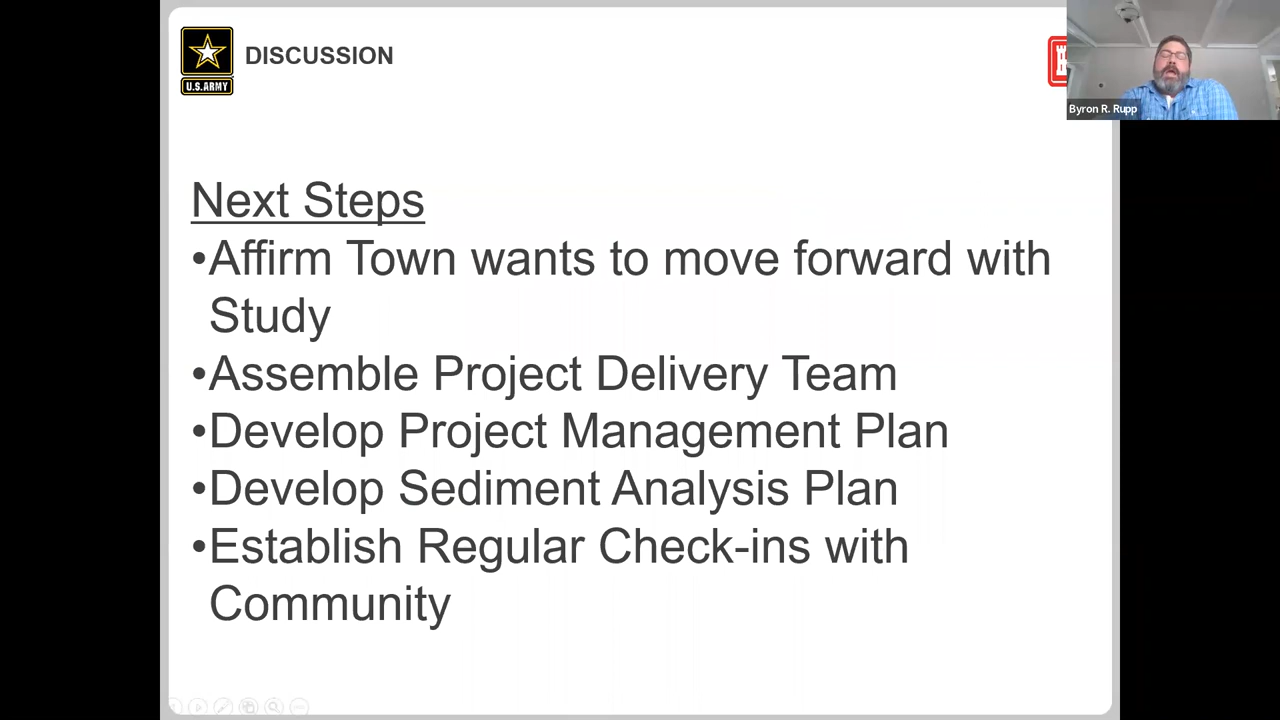 U.S.ARMY
DISCUSSION
Byron R. Rupp
Next Steps
•Affirm Town wants to move forward with
Study
•Assemble Project Delivery Team
•Develop Project Management Plan
•Develop Sediment Analysis Plan
•Establish Regular Check-ins with
Community